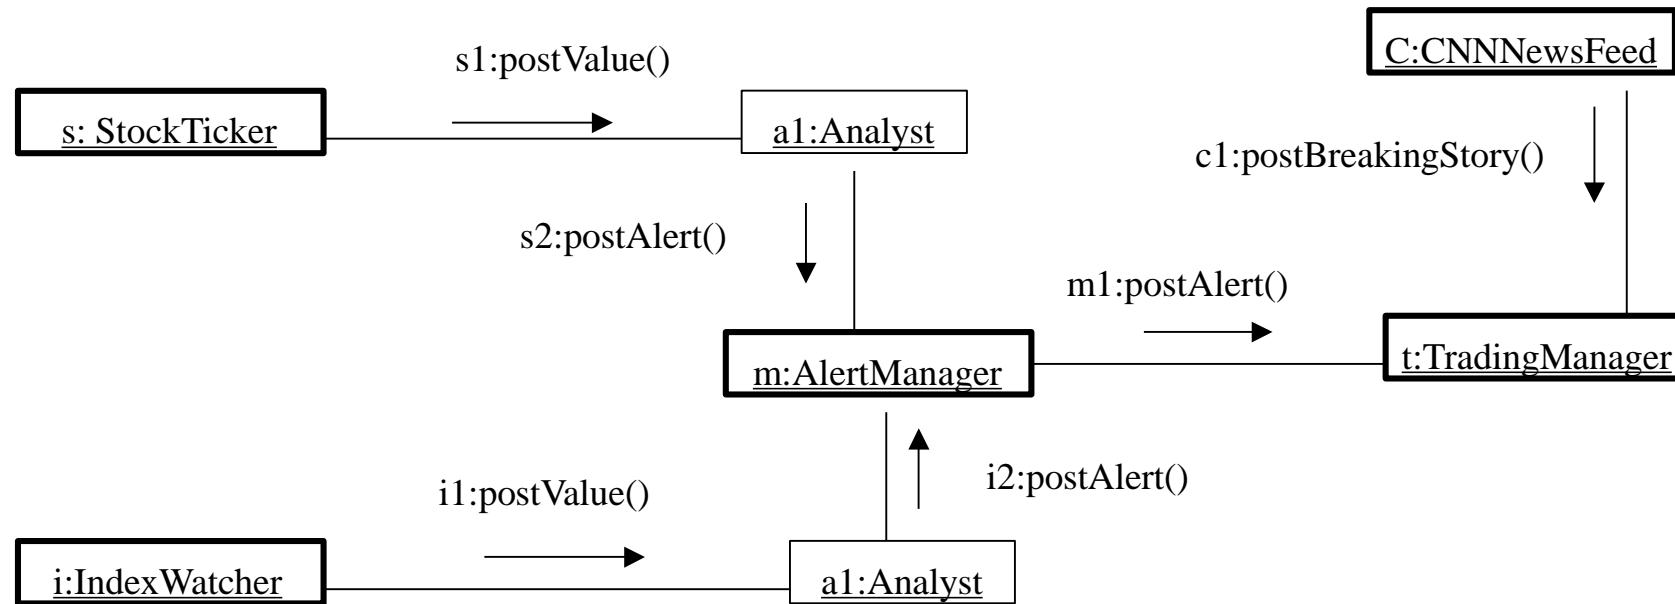 C:CNNNewsFeed
s1:postValue()
s: StockTicker
a1:Analyst
c1:postBreakingStory()
s2:postAlert()
m1:postAlert()
m:AlertManager
t:TradingManager
i1:postValue()
i2:postAlert()
i:IndexWatcher
a1:Analyst